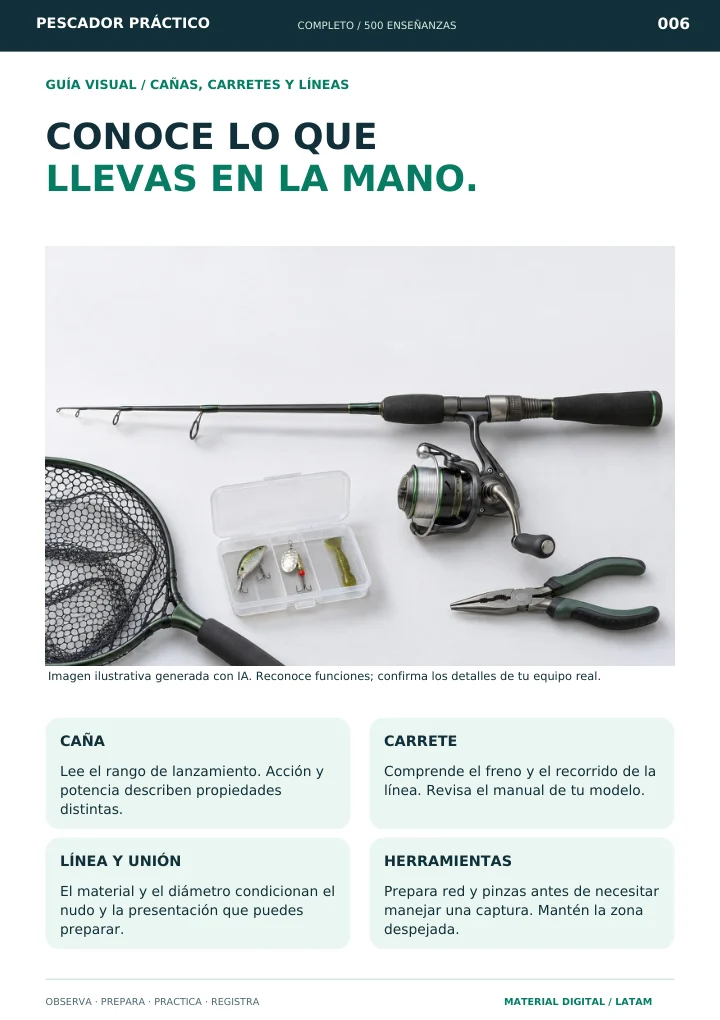 PESCADOR PRÁCTICO
COMPLETO / 500 ENSEÑANZAS
006
GUÍA VISUAL / CAÑAS, CARRETES Y LÍNEAS
CONOCE LO QUE
LLEVAS EN LA MANO.
Imagen ilustrativa generada con IA. Reconoce funciones; confirma los detalles de tu equipo real.
CAÑA
Lee el rango de lanzamiento. Acción y
potencia describen propiedades
distintas.
CARRETE
Comprende el freno y el recorrido de la
línea. Revisa el manual de tu modelo.
LÍNEA Y UNIÓN
El material y el diámetro condicionan el
nudo y la presentación que puedes
preparar.
HERRAMIENTAS
Prepara red y pinzas antes de necesitar
manejar una captura. Mantén la zona
despejada.
OBSERVA · PREPARA · PRACTICA · REGISTRA
MATERIAL DIGITAL / LATAM